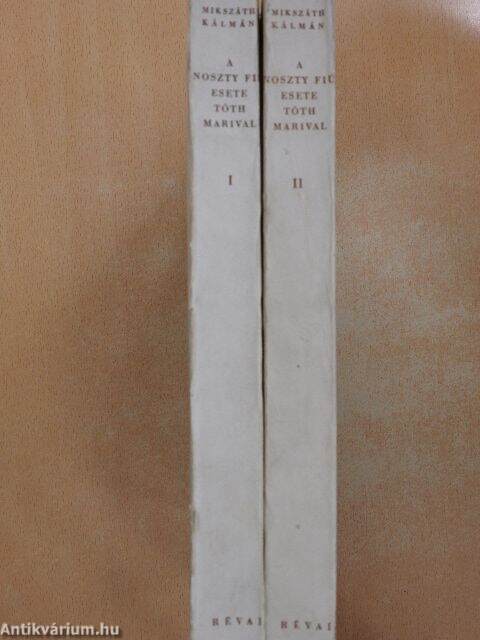 MIKSZÁTH
KÁLMÁN
A
NOSZTY FIÚ
ESETE
TÓTH
MARIVAL
I
RÉVAI
MIKSZÁTH
KÁLMÁN
A
NOSZTY FIÚ
ESETE
TÓTH
MARIVAL
II
RÉVAI
Antikvárium.hu